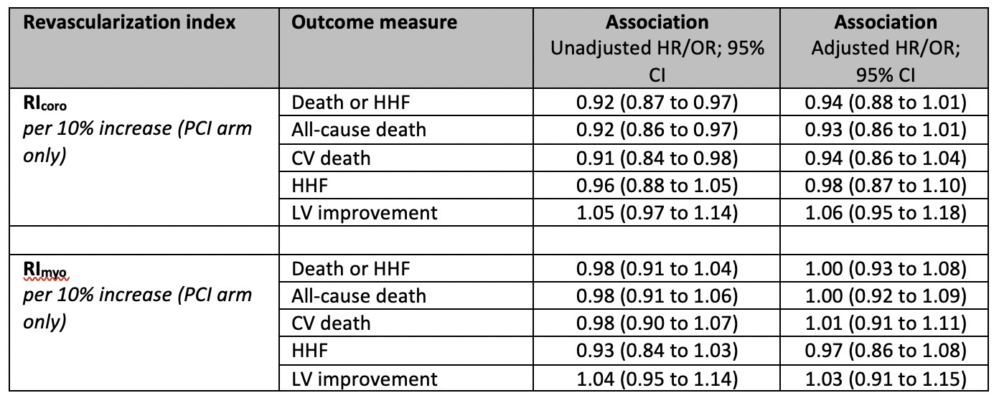 Revascularization index Outcome measure Association Association
Unadjusted HR/OR; 95% Adjusted HR/OR;
CI 95% CI
RIcoro Death or HHF 0.92 (0.87 to 0.97) 0.94 (0.88 to 1.01)
per 10% increase (PCI arm All-cause death 0.92 (0.86 to 0.97) 0.93 (0.86 to 1.01)
only) CV death 0.91 (0.84 to 0.98) 0.94 (0.86 to 1.04)
HHF 0.96 (0.88 to 1.05) 0.98 (0.87 to 1.10)
LV improvement 1.05 (0.97 to 1.14) 1.06 (0.95 to 1.18)
RImyo Death or HHF 0.98 (0.91 to 1.04) 1.00 (0.93 to 1.08)
per 10% increase (PCI arm All-cause death 0.98 (0.91 to 1.06) 1.00 (0.92 to 1.09)
only) CV death 0.98 (0.90 to 1.07) 1.01 (0.91 to 1.11)
HHF 0.93 (0.84 to 1.03) 0.97 (0.86 to 1.08)
LV improvement 1.04 (0.95 to 1.14) 1.03 (0.91 to 1.15)